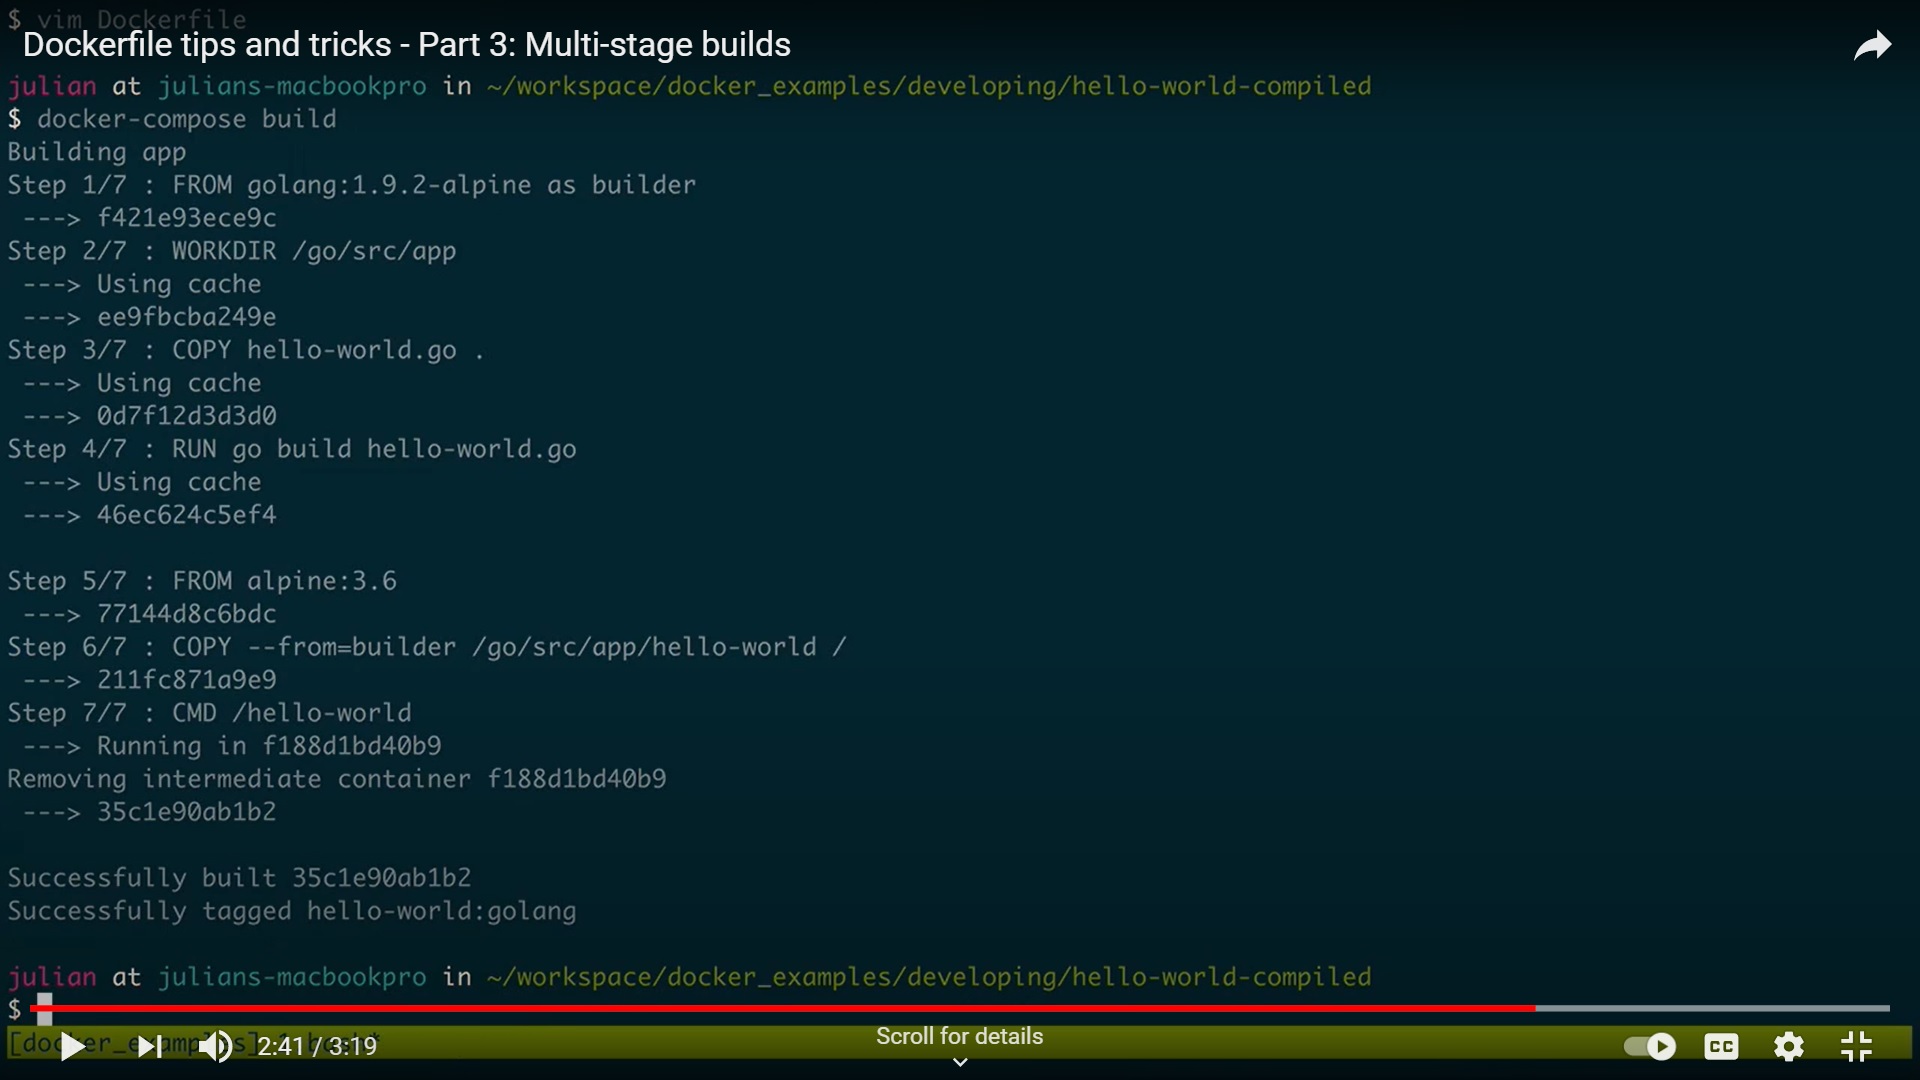 $ vim Dockerfile
Dockerfile tips and tricks - Part 3: Multi-stage builds
julian at julians-macbookpro in ~/workspace/docker_examples/developing/hello-world-compiled
$ docker-compose build
Building app
Step 1/7 : FROM golang:1.9.2-alpine as builder
---> f421e93ece9c
Step 2/7 : WORKDIR /go/src/app
---> Using cache
---> ee9fbcba249e
Step 3/7 : COPY hello-world.go .
---> Using cache
---> 0d7f12d3d3d0
Step 4/7 : RUN go build hello-world.go
---> Using cache
---> 46ec624c5ef4
Step 5/7 : FROM alpine:3.6
---> 77144d8c6bdc
Step 6/7 : COPY --from=builder /go/src/app/hello-world /
---> 211fc871a9e9
Step 7/7 : CMD /hello-world
---> Running in f188d1bd40b9
Removing intermediate container f188d1bd40b9
---> 35c1e90ab1b2
Successfully built 35c1e90ab1b2
Successfully tagged hello-world:golang
julian at julians-macbookpro in ~/workspace/docker_examples/developing/hello-world-compiled
$
2:41 / 3:19
Scroll for details
CC